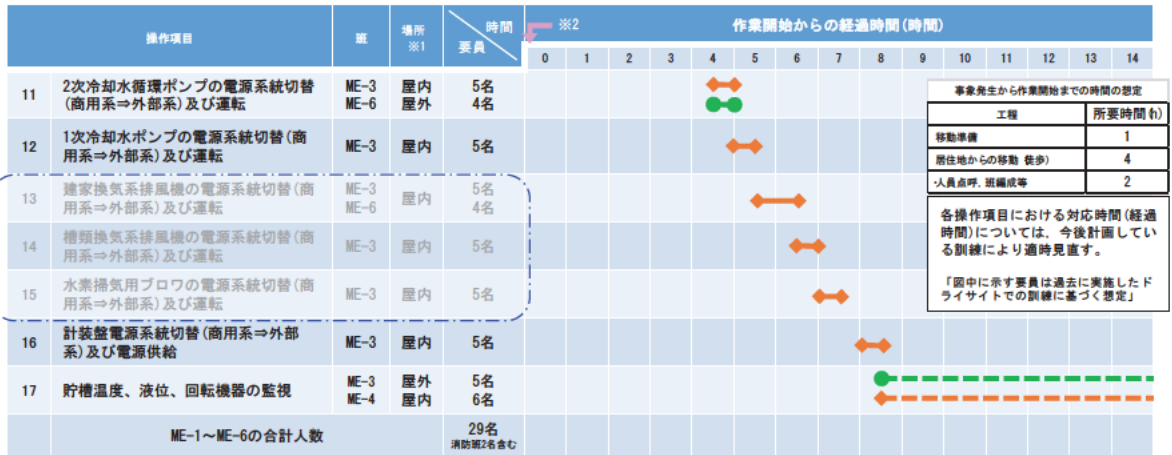 操作項目
班
場所
※1
時間
要員
※2
作業開始からの経過時間(時間)
0 1 2 3 4 5 6 7 8 9 10 11 12 13 14
11
2次冷却水循環ポンプの電源系統切替
(商用系⇒外部系)及び運転
ME-3
ME-6
屋内
屋外
5名
4名
12
1次冷却水ポンプの電源系統切替(商
用系⇒外部系)及び運転
ME-3
屋内
5名
13
建家換気系排風機の電源系統切替(商
用系⇒外部系)及び運転
ME-3
ME-6
屋内
5名
4名
14
槽類換気系排風機の電源系統切替(商
用系⇒外部系)及び運転
ME-3
屋内
5名
15
水素掃気用ブロワの電源系統切替(商
用系⇒外部系)及び運転
ME-3
屋内
5名
16
計装盤電源系統切替(商用系⇒外部
系)及び電源供給
ME-3
屋内
5名
17
貯槽温度、液位、回転機器の監視
ME-3
ME-4
屋外
屋内
5名
6名
ME-1～ME-6の合計人数
29名
消防班2名含む
事象発生から作業開始までの時間の想定
工程
所要時間(h)
移動準備
1
居住地からの移動 徒歩)
4
・人員点呼,班編成等
2
各操作項目における対応時間(経過
時間)については、今後計画してい
る訓練により適時見直す。
「図中に示す要員は過去に実施したド
ライサイトでの訓練に基づく想定」